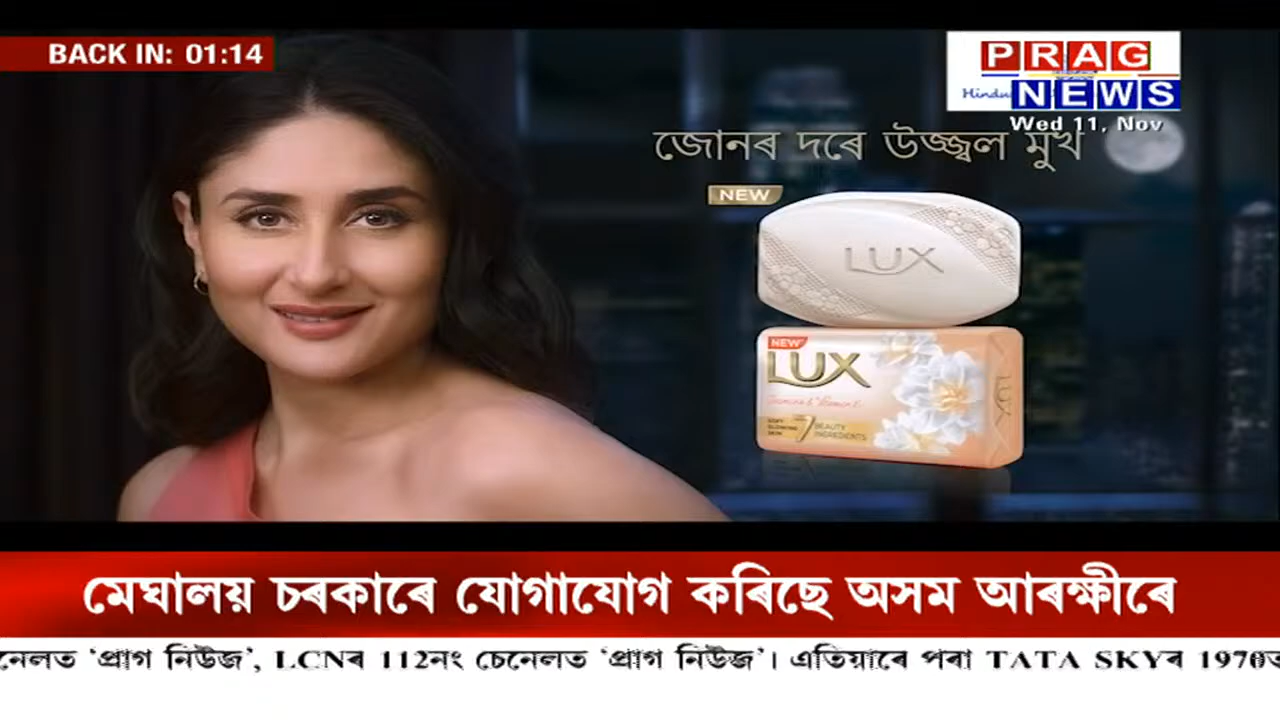 BACK IN: 01:14
PRAG
NEWS
Wed 11, Nov
জোনৰ দৰে উজ্জ্বল মুখ
NEW
LUX
NEW
LUX
7 BEAUTY
INGREDIENTS
LUX
মেঘালয় চৰকাৰে যোগাযোগ কৰিছে অসম আৰক্ষীৰে
নেলত ‘প্ৰাগ নিউজ’, LCNৰ 112নং চেনেলত ‘প্ৰাগ নিউজ’। এতিয়াৰে পৰা TATA SKYৰ 1970ত